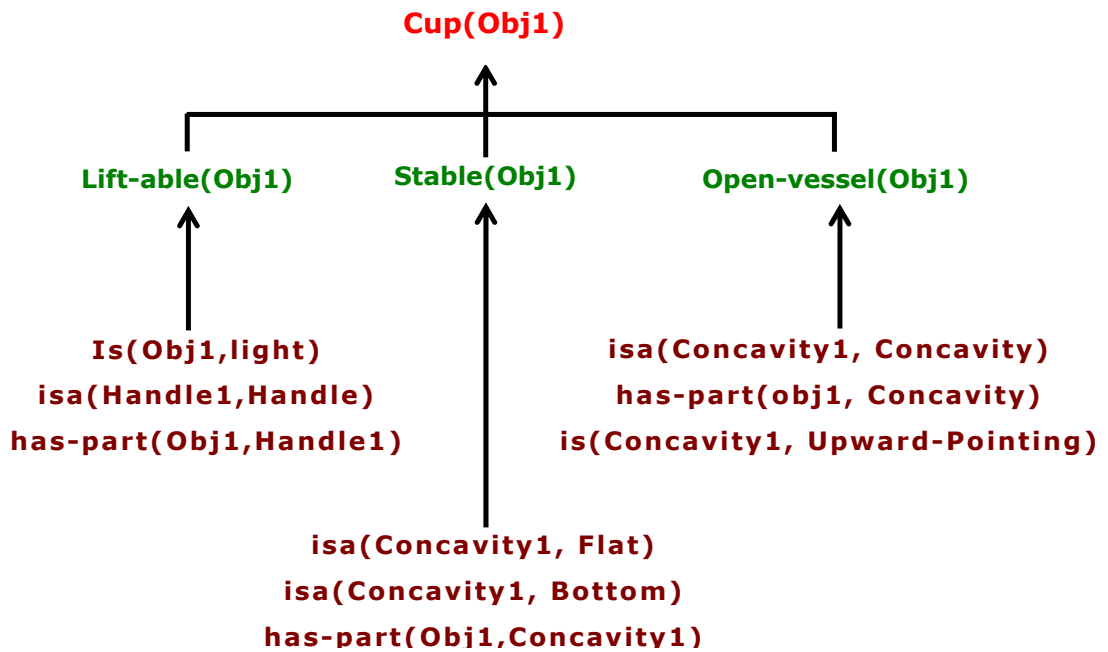 Cup(Obj1)
Lift-able(Obj1)
Stable(Obj1)
Open-vessel(Obj1)
Is(Obj1,light)
isa(Handle1,Handle)
has-part(Obj1,Handle1)
isa(Concavity1, Concavity)
has-part(obj1, Concavity)
is(Concavity1, Upward-Pointing)
isa(Concavity1, Flat)
isa(Concavity1, Bottom)
has-part(Obj1,Concavity1)